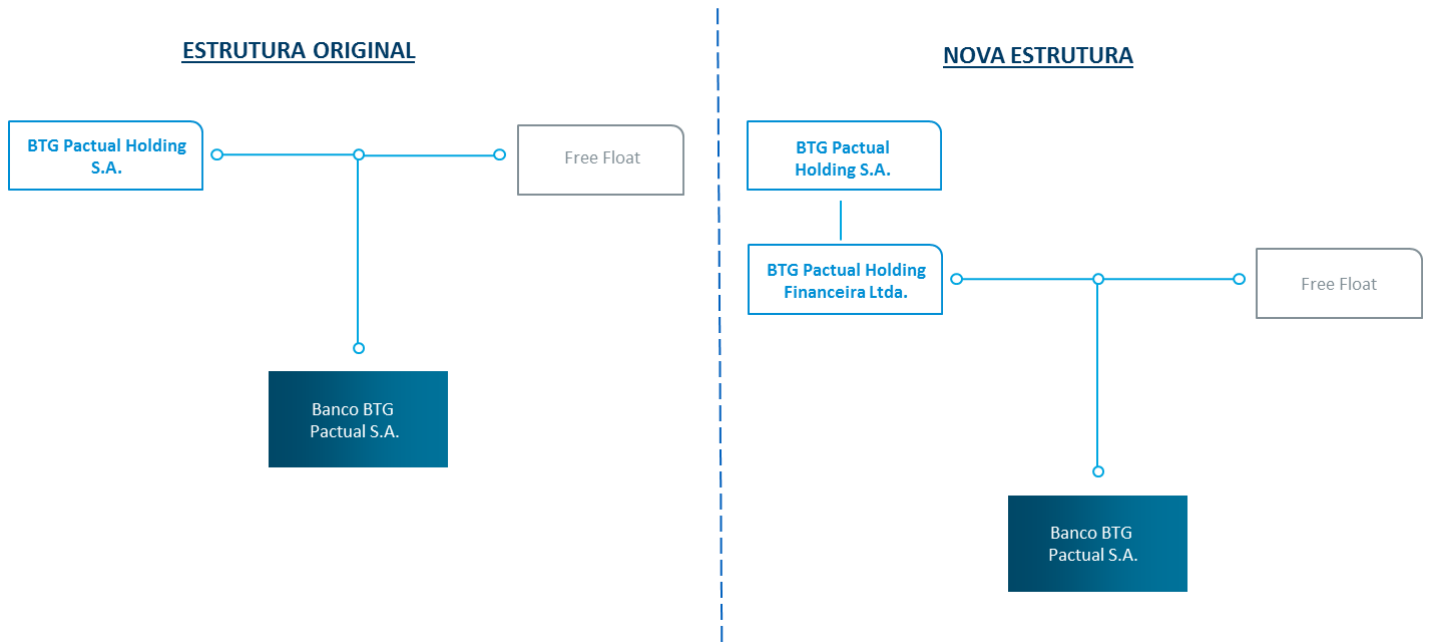 ESTRUTURA ORIGINAL
BTG Pactual Holding
S.A.
Free Float
Banco BTG
Pactual S.A.
NOVA ESTRUTURA
BTG Pactual
Holding S.A.
BTG Pactual Holding
Financeira Ltda.
Free Float
Banco BTG
Pactual S.A.